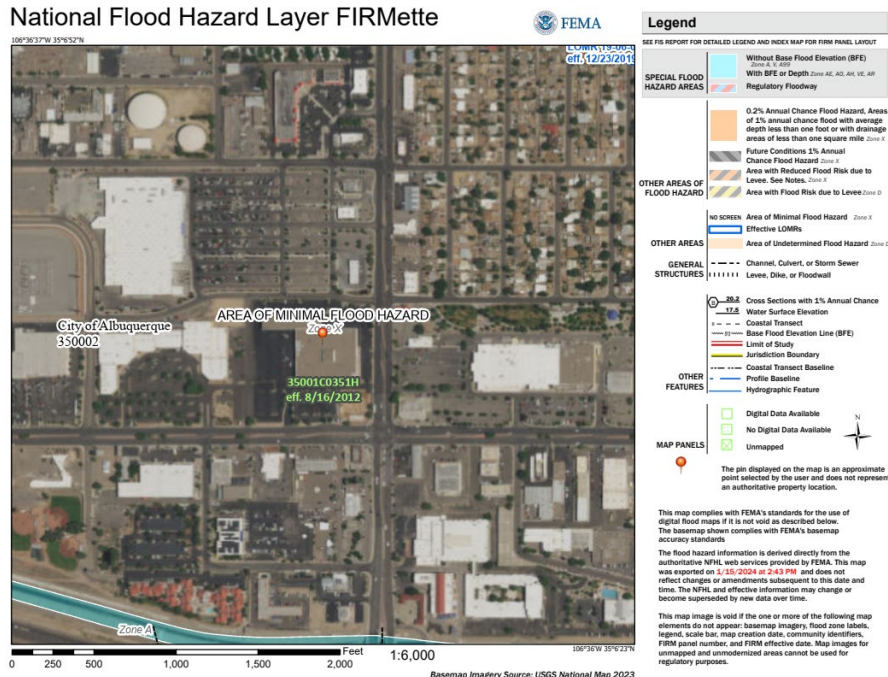 National Flood Hazard Layer FIRMette
FEMA
Legend
SEE FIS REPORT FOR DETAILED LEGEND AND INDEX MAP FOR FIRM PANEL LAYOUT
106°36'37"W 35°6'52"N
eff. 12/23/2019
City of Albuquerque
350002
AREA OF MINIMAL FLOOD HAZARD
Zone X
35001C0351H
eff. 8/16/2012
Zone A
106°36'W 35°6'23"N
0 250 500 1,000 1,500 2,000
Feet
1:6,000
Basemap Imagery Source: USGS National Map 2023
SPECIAL FLOOD
HAZARD AREAS
Without Base Flood Elevation (BFE)
Zone A, V, A99
With BFE or Depth Zone AE, AO, AH, VE, AR
Regulatory Floodway
OTHER AREAS OF
FLOOD HAZARD
0.2% Annual Chance Flood Hazard, Areas
of 1% annual chance flood with average
depth less than one foot or with drainage
areas of less than one square mile Zone X
Future Conditions 1% Annual
Chance Flood Hazard Zone X
Area with Reduced Flood Risk due to
Levee. See Notes. Zone X
Area with Flood Risk due to Levee Zone D
OTHER AREAS
NO SCREEN Area of Minimal Flood Hazard Zone X
Effective LOMRs
Area of Undetermined Flood Hazard Zone
GENERAL
STRUCTURES
Channel, Culvert, or Storm Sewer
Levee, Dike, or Floodwall
OTHER
FEATURES
20.2 Cross Sections with 1% Annual Chance
17.5 Water Surface Elevation
Coastal Transect
Base Flood Elevation Line (BFE)
Limit of Study
Jurisdiction Boundary
Coastal Transect Baseline
Profile Baseline
Hydrographic Feature
MAP PANELS
Digital Data Available
No Digital Data Available
Unmapped
N
The pin displayed on the map is an approximate
point selected by the user and does not represent
an authoritative property location.
This map complies with FEMA's standards for the use of
digital flood maps if it is not void as described below.
The basemap shown complies with FEMA's basemap
accuracy standards
The flood hazard information is derived directly from the
authoritative NFHL web services provided by FEMA. This map
was exported on 1/15/2024 at 2:43 PM and does not
reflect changes or amendments subsequent to this date and
time. The NFHL and effective information may change or
become superseded by new data over time.
This map image is void if the one or more of the following map
elements do not appear: basemap imagery, flood zone labels,
legend, scale bar, map creation date, community identifiers,
FIRM panel number, and FIRM effective date. Map images for
unmapped and unmodernized areas cannot be used for
regulatory purposes.